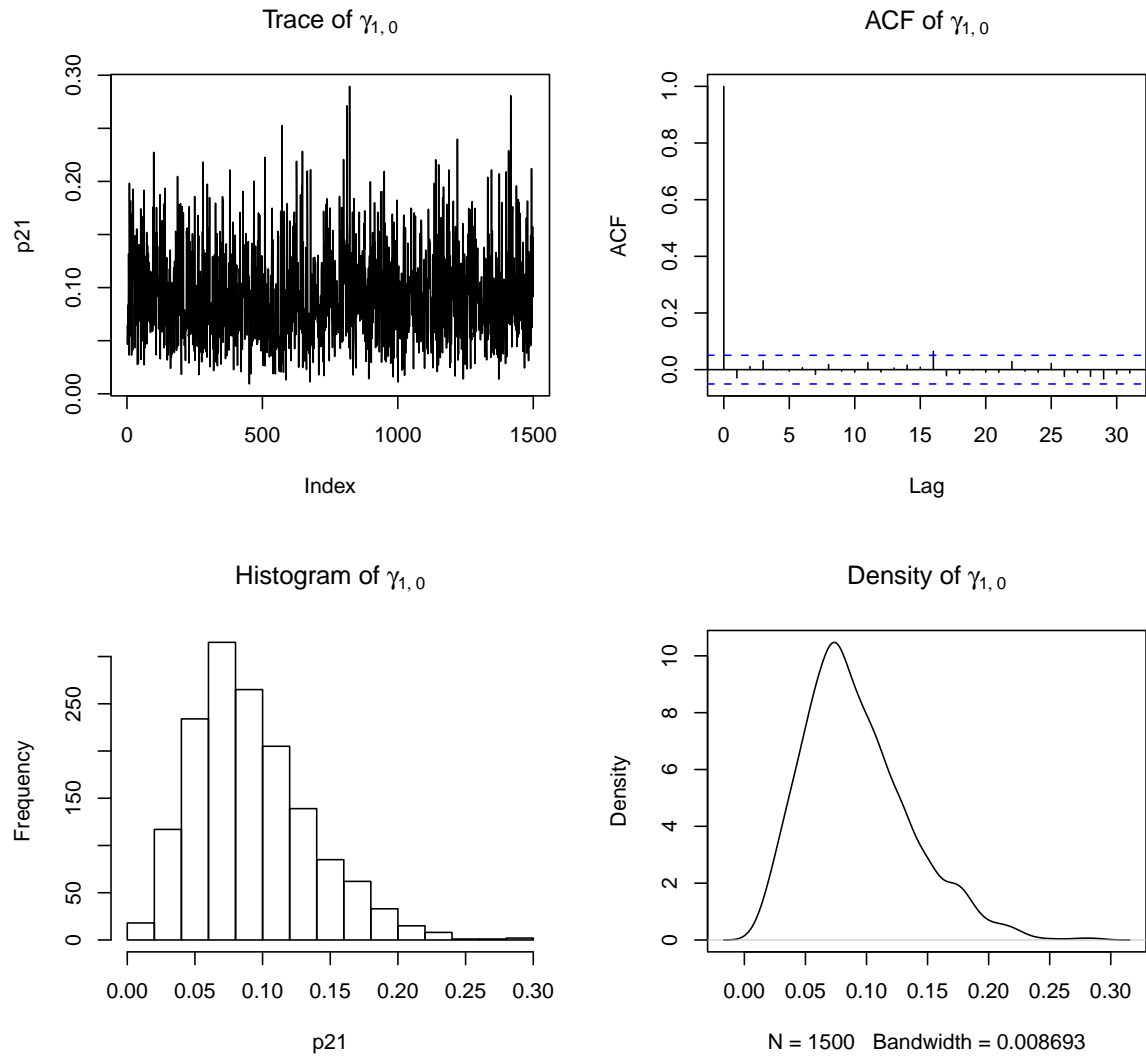 Trace of γ1, 0
p21
0.00 0.10 0.20 0.30
0 500 1000 1500
Index
ACF of γ1, 0
ACF
0.0 0.2 0.4 0.6 0.8 1.0
0 5 10 15 20 25 30
Lag
Histogram of γ1, 0
Frequency
0 50 150 250
0.00 0.05 0.10 0.15 0.20 0.25 0.30
p21
Density of γ1, 0
Density
0 2 4 6 8 10
0.00 0.05 0.10 0.15 0.20 0.25 0.30
N = 1500 Bandwidth = 0.008693